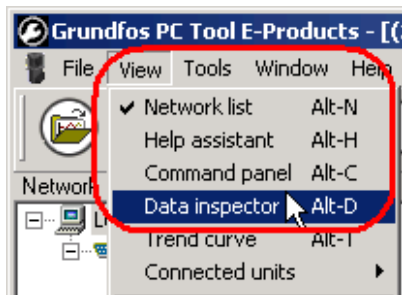 Grundfos PC Tool E-Products - [(
File View Tools Window Help
Network list Alt-N
Help assistant Alt-H
Command panel Alt-C
Network
Data inspector Alt-D
Trend curve Alt-T
Connected units